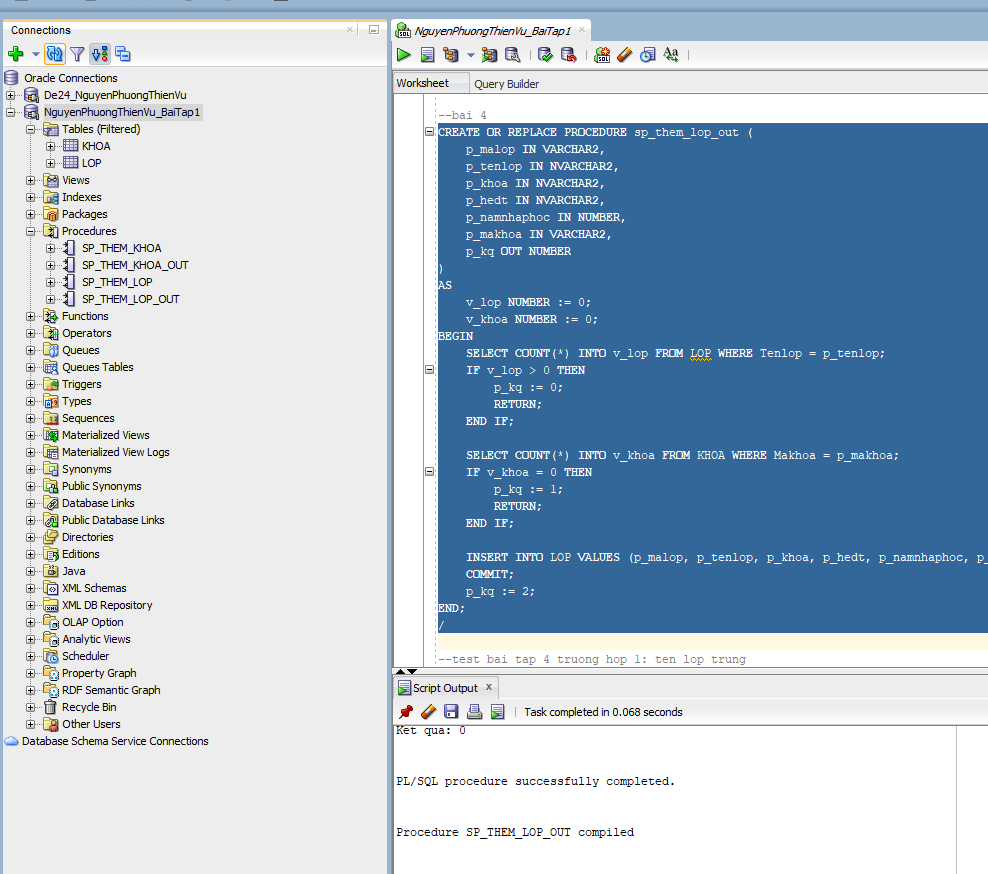 Connections
Oracle Connections
De24_NguyenPhuongThienVu
NguyenPhuongThienVu_BaiTap1
Tables (Filtered)
KHOA
LOP
Views
Indexes
Packages
Procedures
SP_THEM_KHOA
SP_THEM_KHOA_OUT
SP_THEM_LOP
SP_THEM_LOP_OUT
Functions
Operators
Queues
Queues Tables
Triggers
Types
Sequences
Materialized Views
Materialized View Logs
Synonyms
Public Synonyms
Database Links
Public Database Links
Directories
Editions
Java
XML Schemas
XML DB Repository
OLAP Option
Analytic Views
Scheduler
Property Graph
RDF Semantic Graph
Recycle Bin
Other Users
Database Schema Service Connections
NguyenPhuongThienVu_BaiTap1
Worksheet Query Builder
--bai 4
CREATE OR REPLACE PROCEDURE sp_them_lop_out (
p_malop IN VARCHAR2,
p_tenlop IN NVARCHAR2,
p_khoa IN NVARCHAR2,
p_hedt IN NVARCHAR2,
p_namnhaphoc IN NUMBER,
p_makhoa IN VARCHAR2,
p_kq OUT NUMBER
)
AS
v_lop NUMBER := 0;
v_khoa NUMBER := 0;
BEGIN
SELECT COUNT(*) INTO v_lop FROM LOP WHERE Tenlop = p_tenlop;
IF v_lop > 0 THEN
p_kq := 0;
RETURN;
END IF;
SELECT COUNT(*) INTO v_khoa FROM KHOA WHERE Makhoa = p_makhoa;
IF v_khoa = 0 THEN
p_kq := 1;
RETURN;
END IF;
INSERT INTO LOP VALUES (p_malop, p_tenlop, p_khoa, p_hedt, p_namnhaphoc, p_
COMMIT;
p_kq := 2;
END;
/
--test bai tap 4 truong hop 1: ten lop trung
Script Output x
Task completed in 0.068 seconds
Ket qua: 0
PL/SQL procedure successfully completed.
Procedure SP_THEM_LOP_OUT compiled